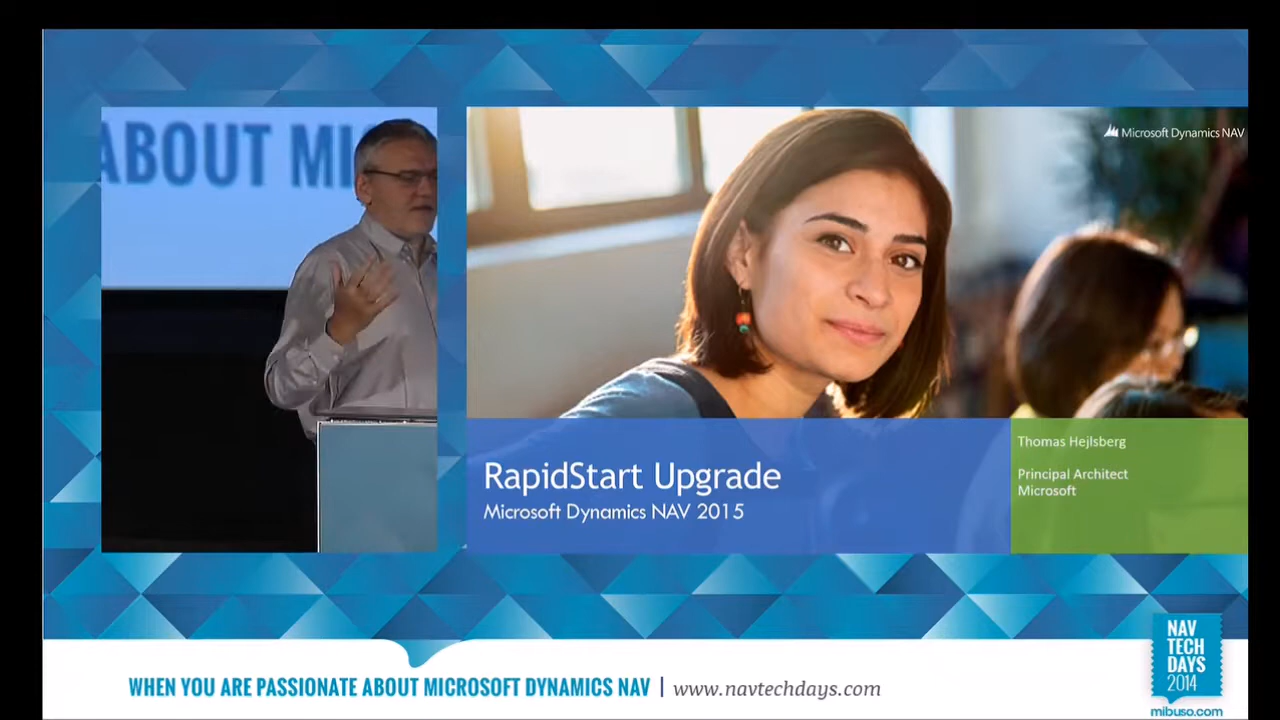 ABOUT MI
Microsoft Dynamics NAV
RapidStart Upgrade
Microsoft Dynamics NAV 2015
Thomas Hejlsberg
Principal Architect
Microsoft
WHEN YOU ARE PASSIONATE ABOUT MICROSOFT DYNAMICS NAV | www.navtechdays.com
NAV
TECH
DAYS
2014
mibuso.com